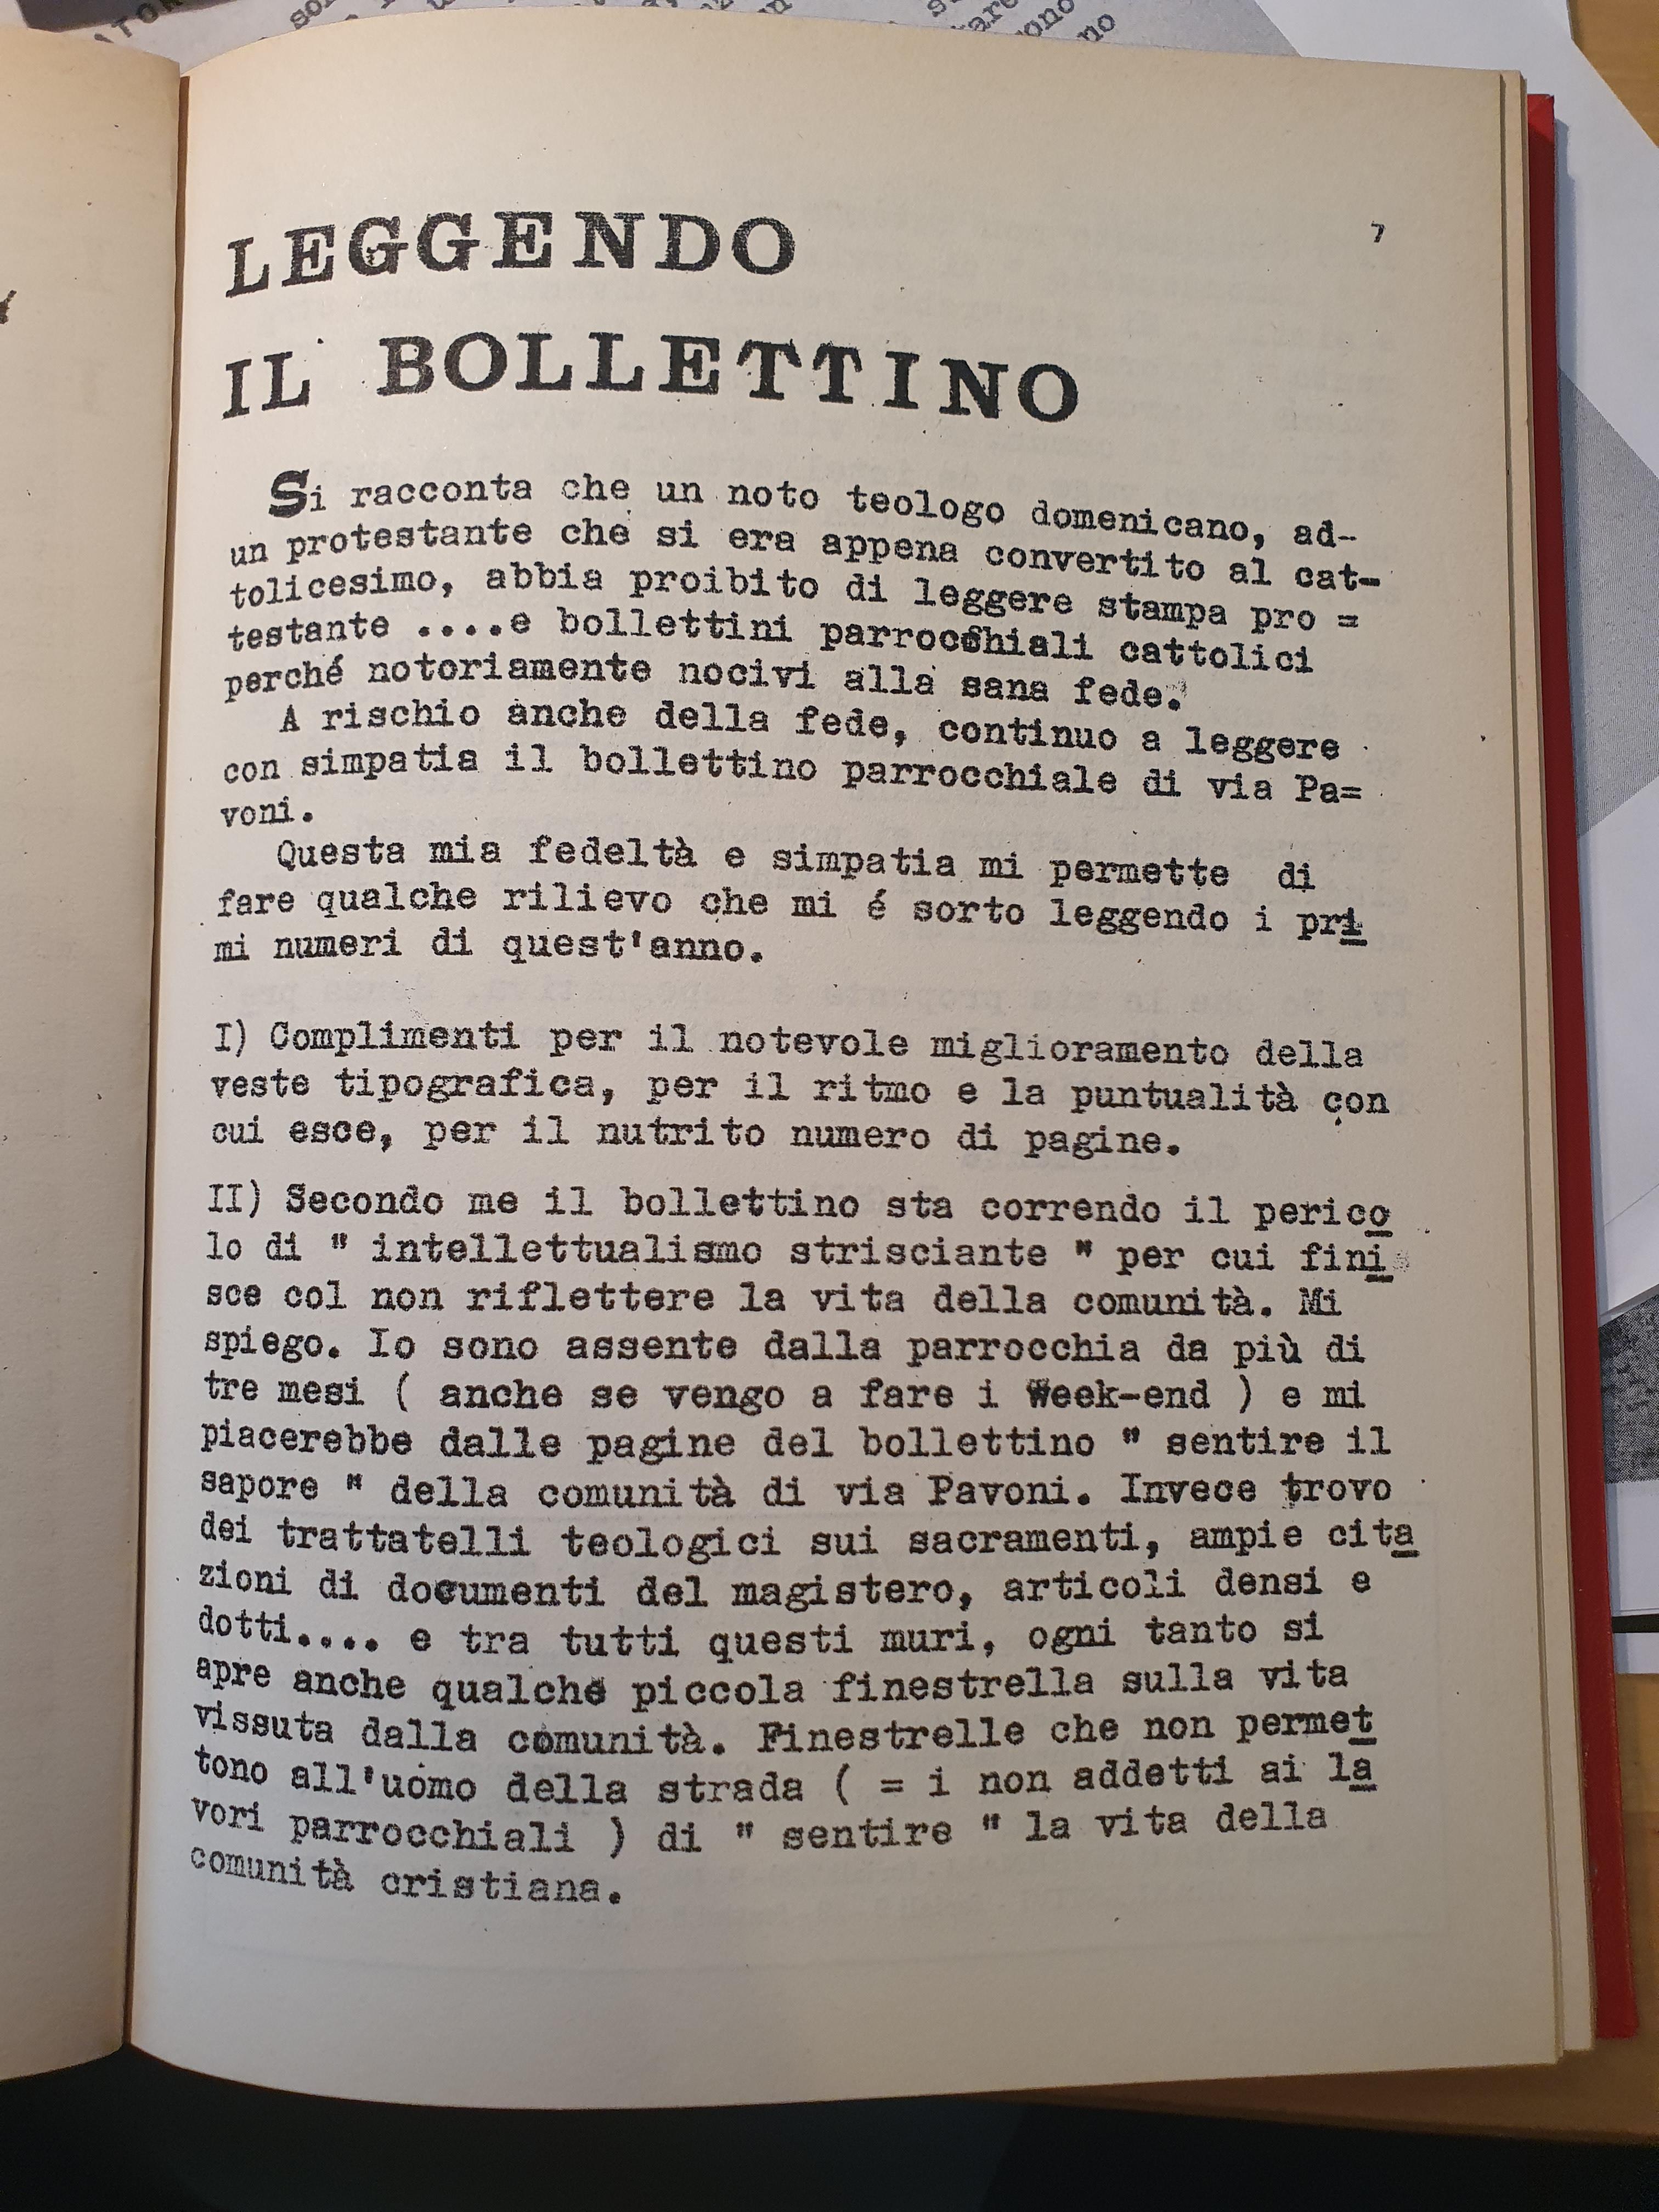 LEGGENDO
7
IL BOLLETTINO
Si racconta che un noto teologo domenicano, ad-
un protestante che si era appena convertito al cat-
tolicesimo, abbia proibito di leggere stampa pro =
testante ....e bollettini parrocchiali cattolici
perché notoriamente nocivi alla sana fede.
A rischio anche della fede, continuo a leggere
con simpatia il bollettino parrocchiale di via Pa=
voni.
Questa mia fedeltà e simpatia mi permette di
fare qualche rilievo che mi é sorto leggendo i pri
mi numeri di quest'anno.
I) Complimenti per il notevole miglioramento della
veste tipografica, per il ritmo e la puntualità con
cui esce, per il nutrito numero di pagine.
II) Secondo me il bollettino sta correndo il perico
lo di " intellettualismo strisciante " per cui fini
sce col non riflettere la vita della comunità. Mi
spiego. Io sono assente dalla parrocchia da più di
tre mesi ( anche se vengo a fare i Week-end ) e mi
piacerebbe dalle pagine del bollettino " sentire il
sapore " della comunità di via Pavoni. Invece trovo
dei trattatelli teologici sui sacramenti, ampie cita
zioni di documenti del magistero, articoli densi e
dotti.... e tra tutti questi muri, ogni tanto si
apre anche qualche piccola finestrella sulla vita
vissuta dalla comunità. Finestrelle che non permet
tono all'uomo della strada ( = i non addetti ai la
vori parrocchiali ) di " sentire " la vita della
comunità cristiana.